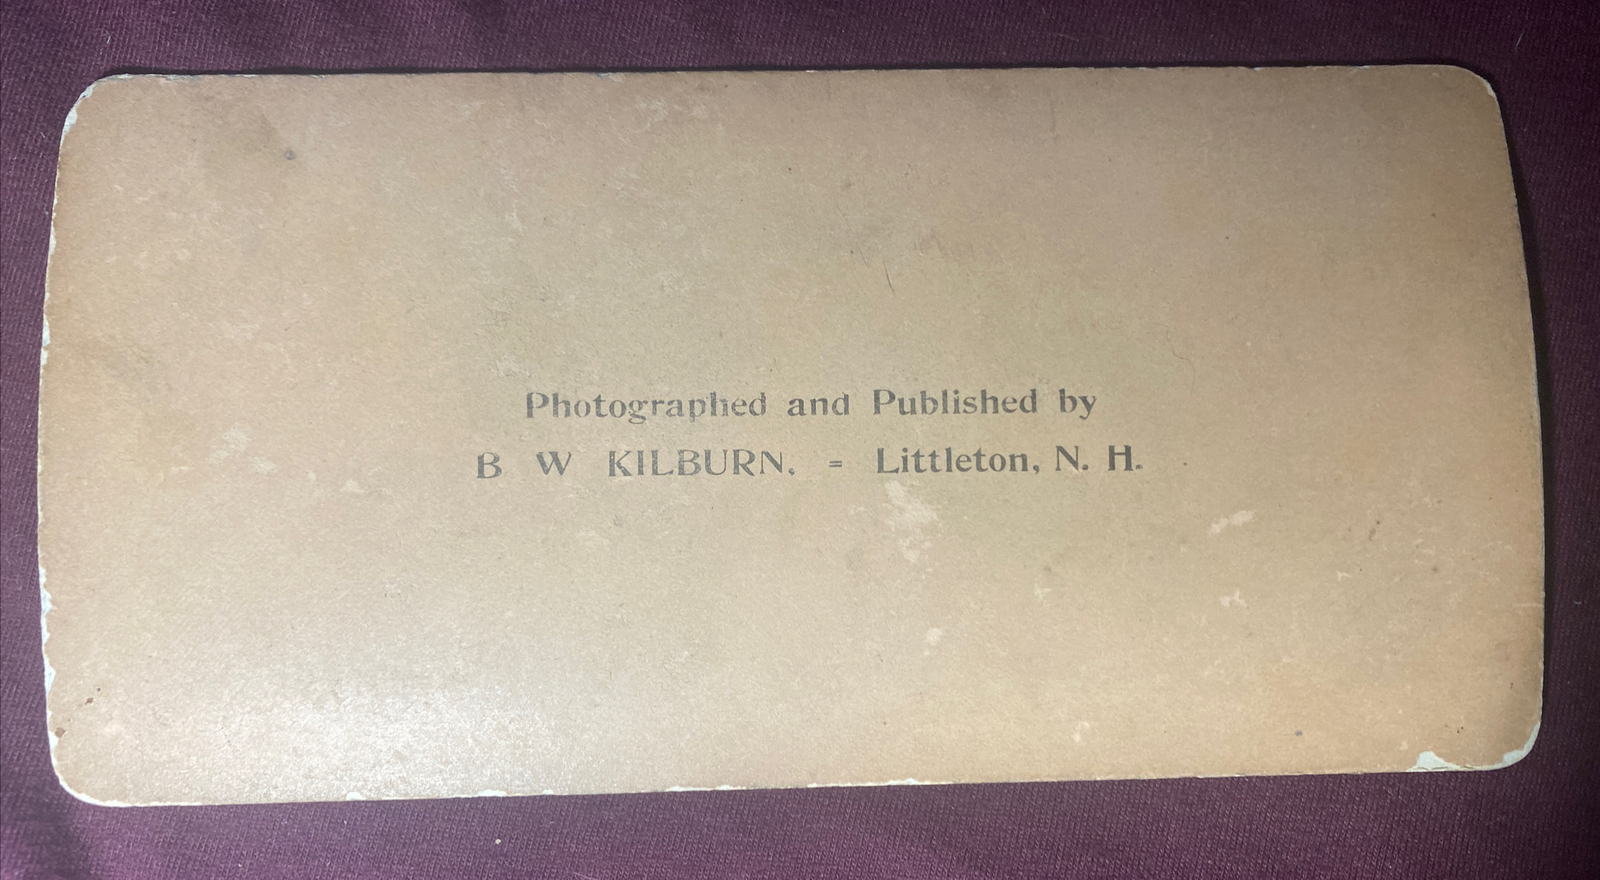 Photographed and Published by
B W KILBURN. = Littleton, N. H.